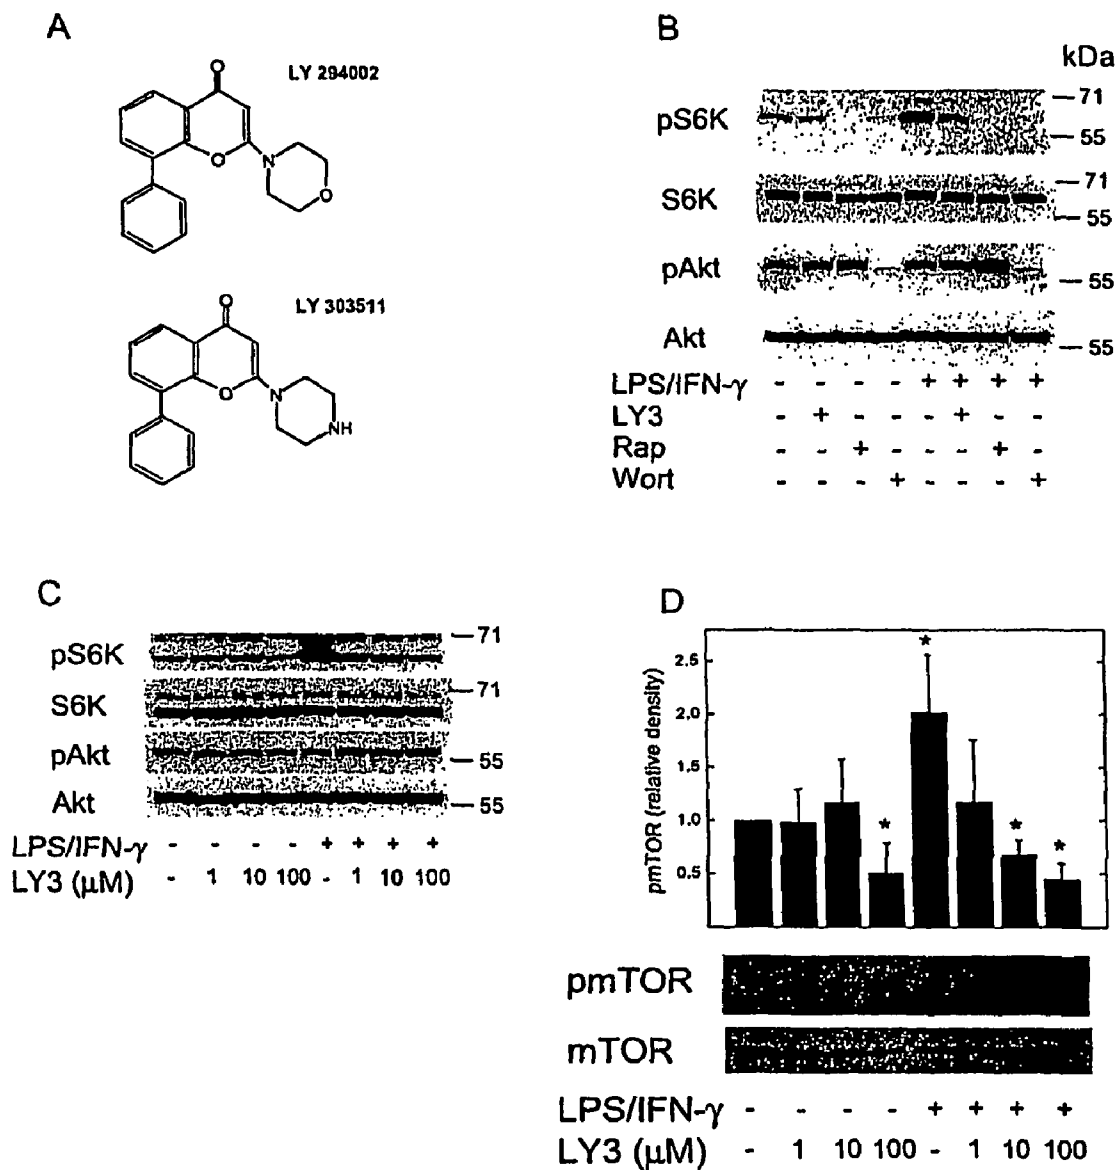 A
LY 294002
O
O
N
O
LY 303511
O
O
N
NH
B
kDa
pS6K
71
55
S6K
71
55
pAkt
55
Akt
55
LPS/IFN-γ - - - - + + + +
LY3 - + - - - + - -
Rap - - + - - - + -
Wort - - - + - - - +
C
pS6K
71
S6K
71
pAkt
55
Akt
55
LPS/IFN-γ - - - - + + + +
LY3 (μM) - 1 10 100 - 1 10 100
D
pmTOR (relative density)
2.5
2.0
1.5
1.0
0.5
* * * *
pmTOR
mTOR
LPS/IFN-γ - - - - + + + +
LY3 (μM) - 1 10 100 - 1 10 100